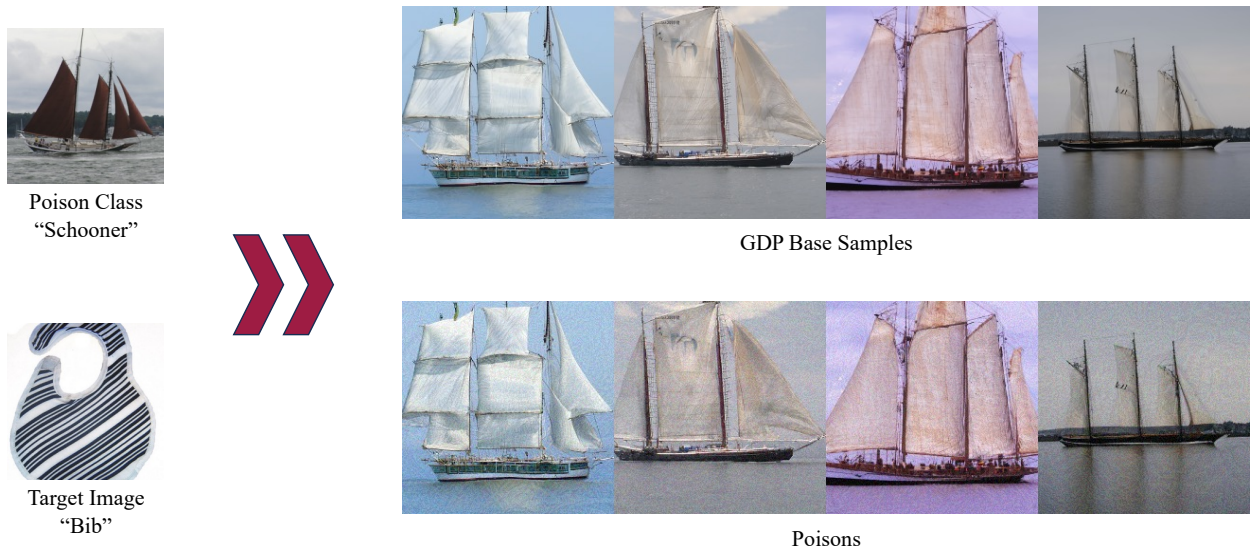 Poison Class
“Schooner”
GDP Base Samples
Target Image
“Bib”
Poisons